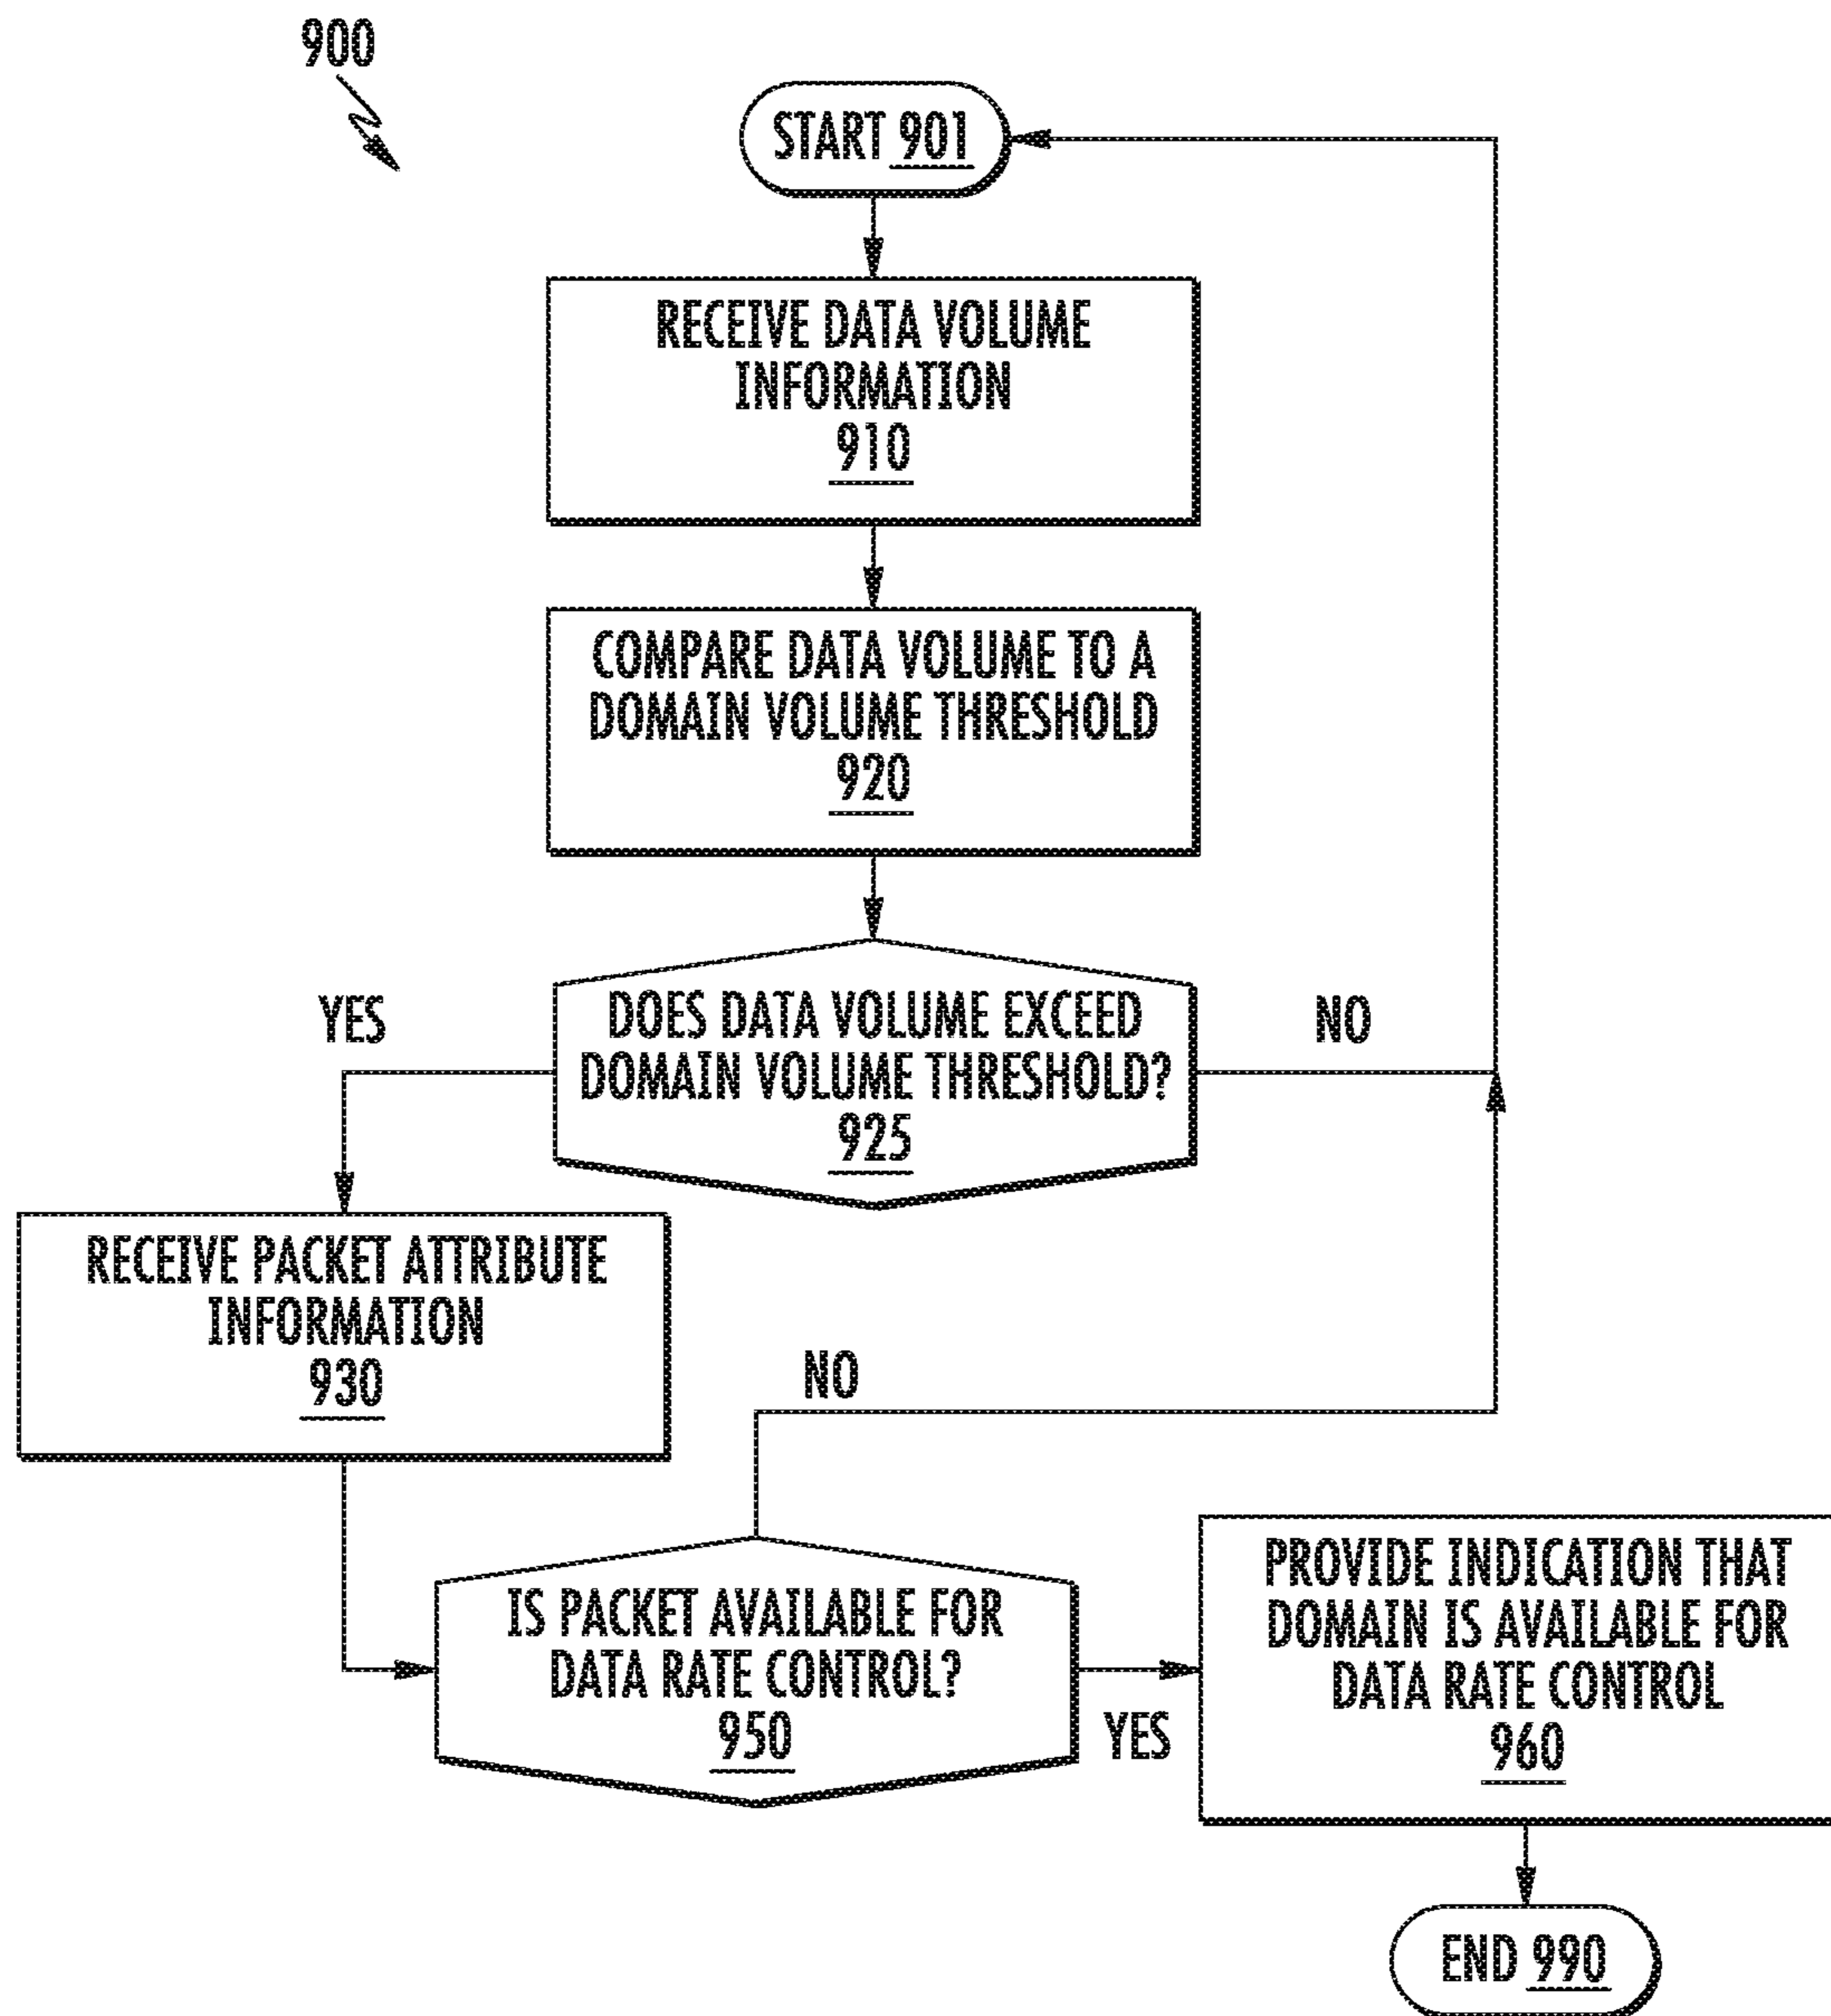 900
START 901
RECEIVE DATA VOLUME
INFORMATION
910
COMPARE DATA VOLUME TO A
DOMAIN VOLUME THRESHOLD
920
DOES DATA VOLUME EXCEED
DOMAIN VOLUME THRESHOLD?
925
YES
NO
RECEIVE PACKET ATTRIBUTE
INFORMATION
930
NO
IS PACKET AVAILABLE FOR
DATA RATE CONTROL?
950
YES
PROVIDE INDICATION THAT
DOMAIN IS AVAILABLE FOR
DATA RATE CONTROL
960
END 990